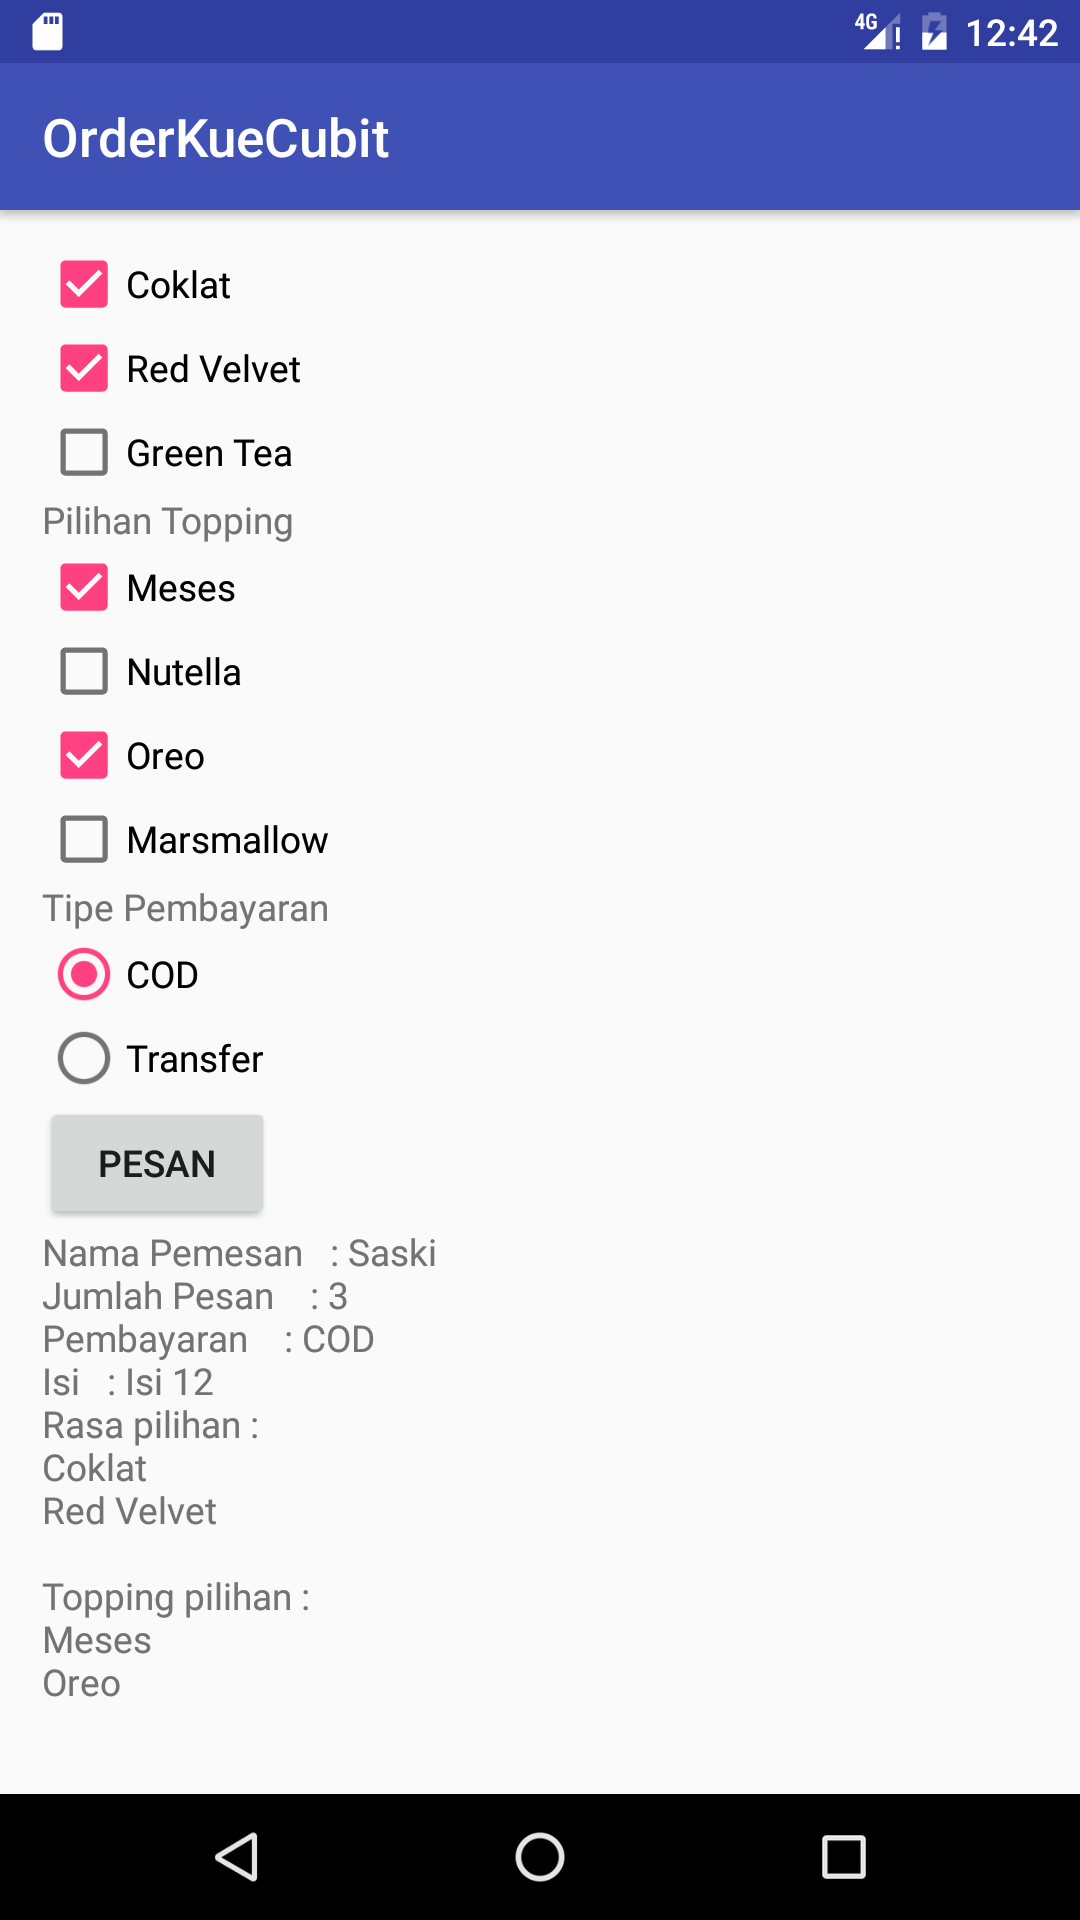 4G 12:42
OrderKueCubit
Coklat
Red Velvet
Green Tea
Pilihan Topping
Meses
Nutella
Oreo
Marsmallow
Tipe Pembayaran
COD
Transfer
PESAN
Nama Pemesan : Saski
Jumlah Pesan : 3
Pembayaran : COD
Isi : Isi 12
Rasa pilihan :
Coklat
Red Velvet
Topping pilihan :
Meses
Oreo